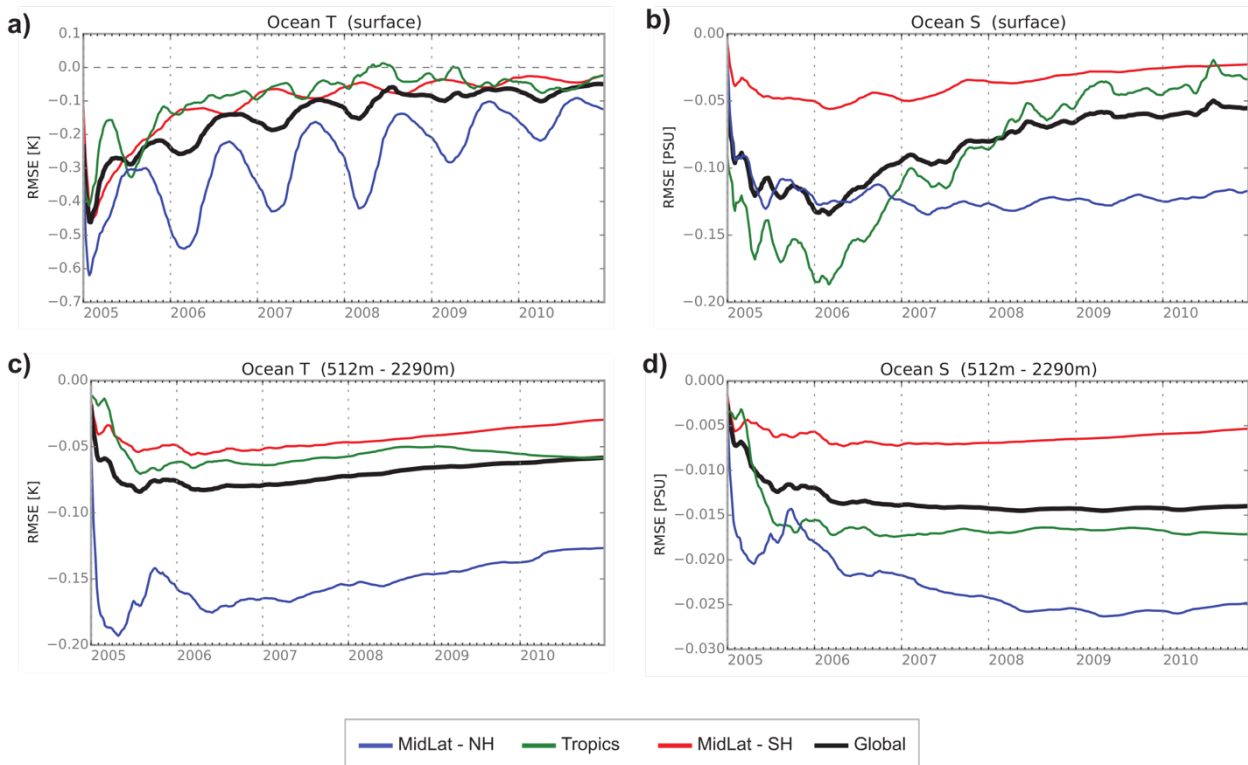 a)
Ocean T (surface)
RMSE [K]
0.1
0.0
−0.1
−0.2
−0.3
−0.4
−0.5
−0.6
−0.7
2005 2006 2007 2008 2009 2010
b)
Ocean S (surface)
RMSE [PSU]
0.00
−0.05
−0.10
−0.15
−0.20
2005 2006 2007 2008 2009 2010
c)
Ocean T (512m - 2290m)
RMSE [K]
0.00
−0.05
−0.10
−0.15
−0.20
2005 2006 2007 2008 2009 2010
d)
Ocean S (512m - 2290m)
RMSE [PSU]
0.000
−0.005
−0.010
−0.015
−0.020
−0.025
−0.030
2005 2006 2007 2008 2009 2010
MidLat - NH Tropics MidLat - SH Global